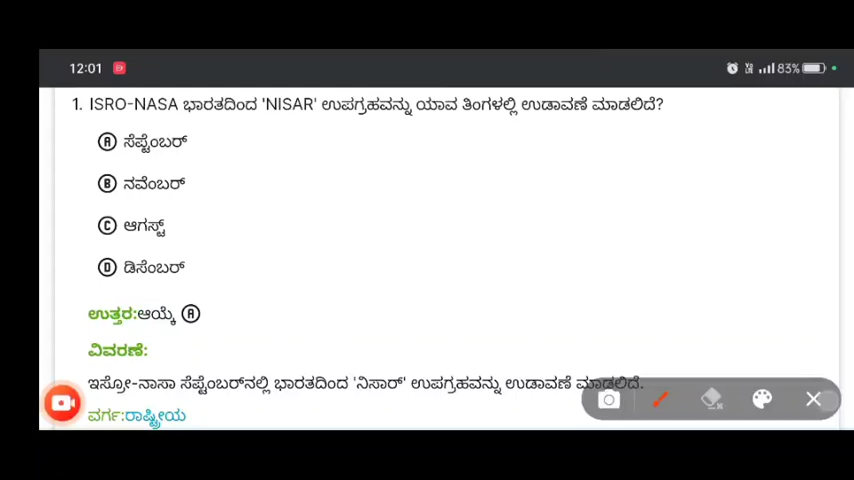 12:01 83%
1. ISRO-NASA ಭಾರತದಿಂದ 'NISAR' ಉಪಗ್ರಹವನ್ನು ಯಾವ ತಿಂಗಳಲ್ಲಿ ಉಡಾವಣೆ ಮಾಡಲಿದೆ?
A ಸೆಪ್ಟೆಂಬರ್
B ನವೆಂಬರ್
C ಆಗಸ್ಟ್
D ಡಿಸೆಂಬರ್
ಉತ್ತರ:ಆಯ್ಕೆ A
ವಿವರಣೆ:
ಇಸ್ರೋ-ನಾಸಾ ಸೆಪ್ಟೆಂಬರ್‌ನಲ್ಲಿ ಭಾರತದಿಂದ 'ನಿಸಾರ್' ಉಪಗ್ರಹವನ್ನು ಉಡಾವಣೆ ಮಾಡಲಿದೆ.
ವರ್ಗ:ರಾಷ್ಟ್ರೀಯ